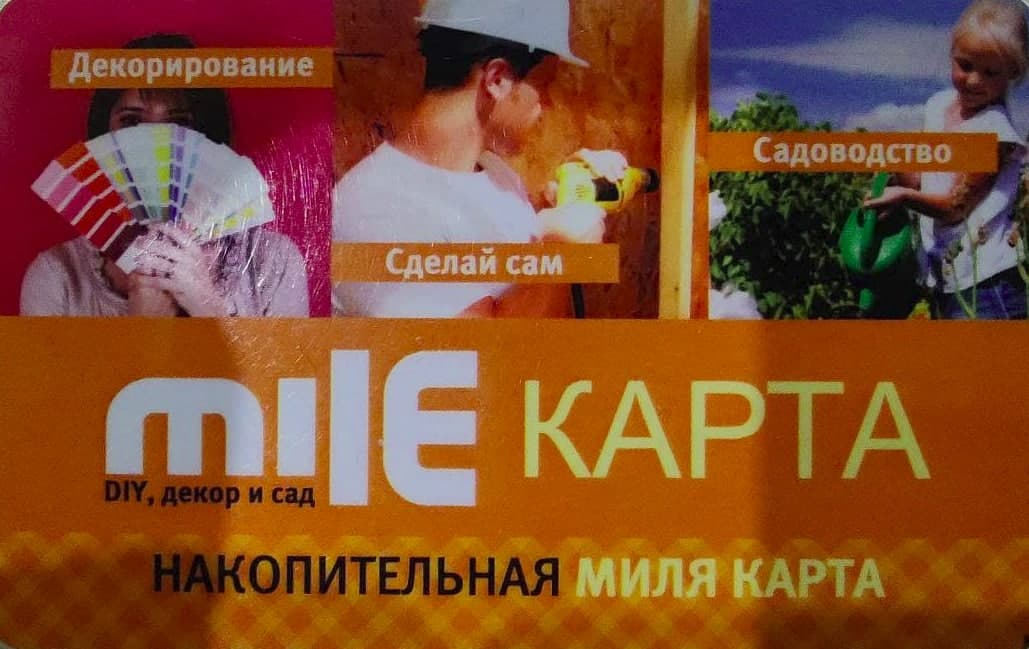 Декорирование
Сделай сам
Садоводство
mile КАРТА
DIY, декор и сад
НАКОПИТЕЛЬНАЯ МИЛЯ КАРТА